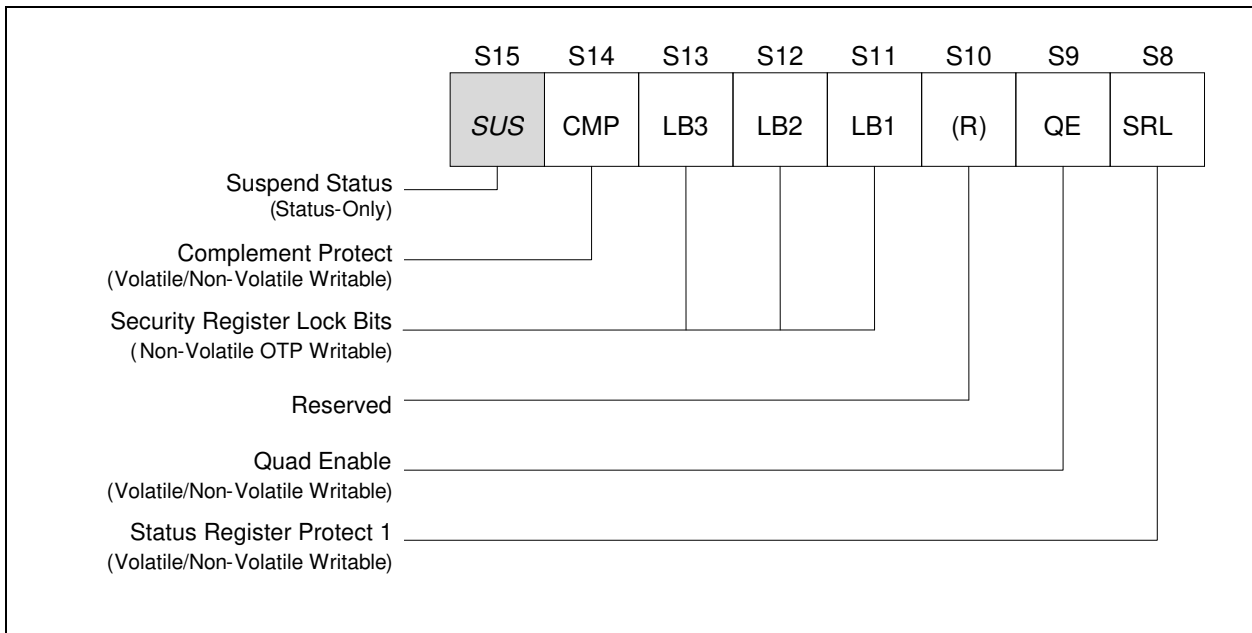 S15 S14 S13 S12 S11 S10 S9 S8
SUS CMP LB3 LB2 LB1 (R) QE SRL
Suspend Status
(Status-Only)
Complement Protect
(Volatile/Non-Volatile Writable)
Security Register Lock Bits
(Non-Volatile OTP Writable)
Reserved
Quad Enable
(Volatile/Non-Volatile Writable)
Status Register Protect 1
(Volatile/Non-Volatile Writable)